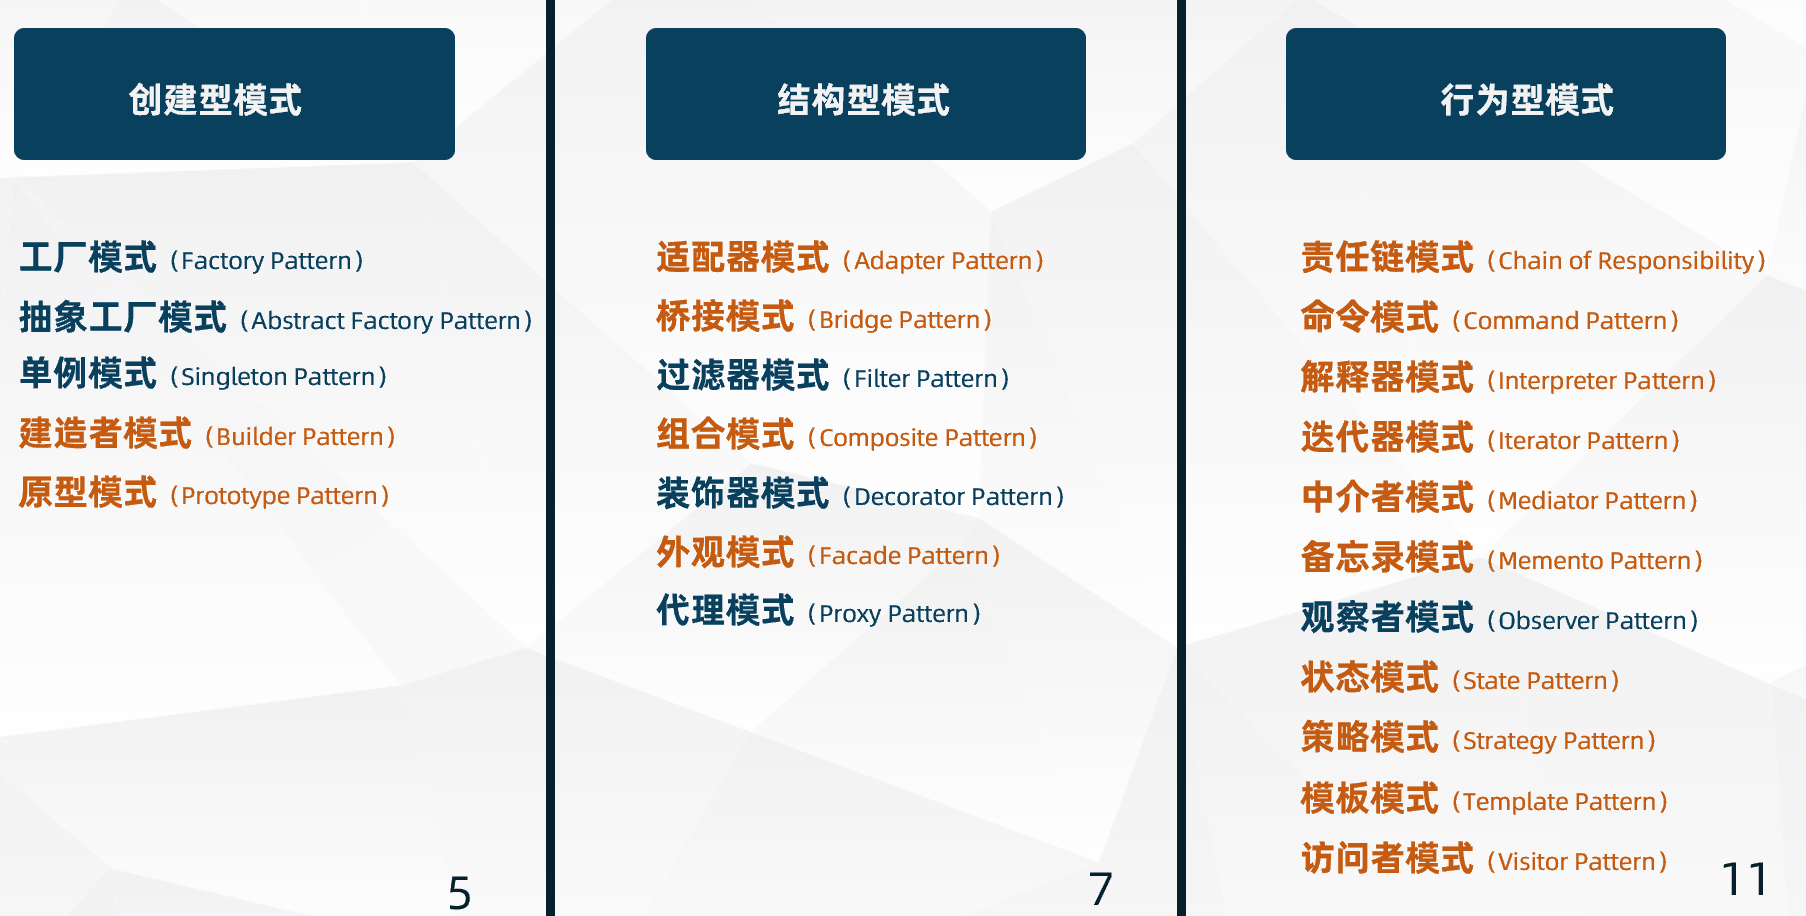 创建型模式
工厂模式（Factory Pattern）
抽象工厂模式（Abstract Factory Pattern）
单例模式（Singleton Pattern）
建造者模式（Builder Pattern）
原型模式（Prototype Pattern）
5
结构型模式
适配器模式（Adapter Pattern）
桥接模式（Bridge Pattern）
过滤器模式（Filter Pattern）
组合模式（Composite Pattern）
装饰器模式（Decorator Pattern）
外观模式（Facade Pattern）
代理模式（Proxy Pattern）
7
行为型模式
责任链模式（Chain of Responsibility）
命令模式（Command Pattern）
解释器模式（Interpreter Pattern）
迭代器模式（Iterator Pattern）
中介者模式（Mediator Pattern）
备忘录模式（Memento Pattern）
观察者模式（Observer Pattern）
状态模式（State Pattern）
策略模式（Strategy Pattern）
模板模式（Template Pattern）
访问者模式（Visitor Pattern）
11